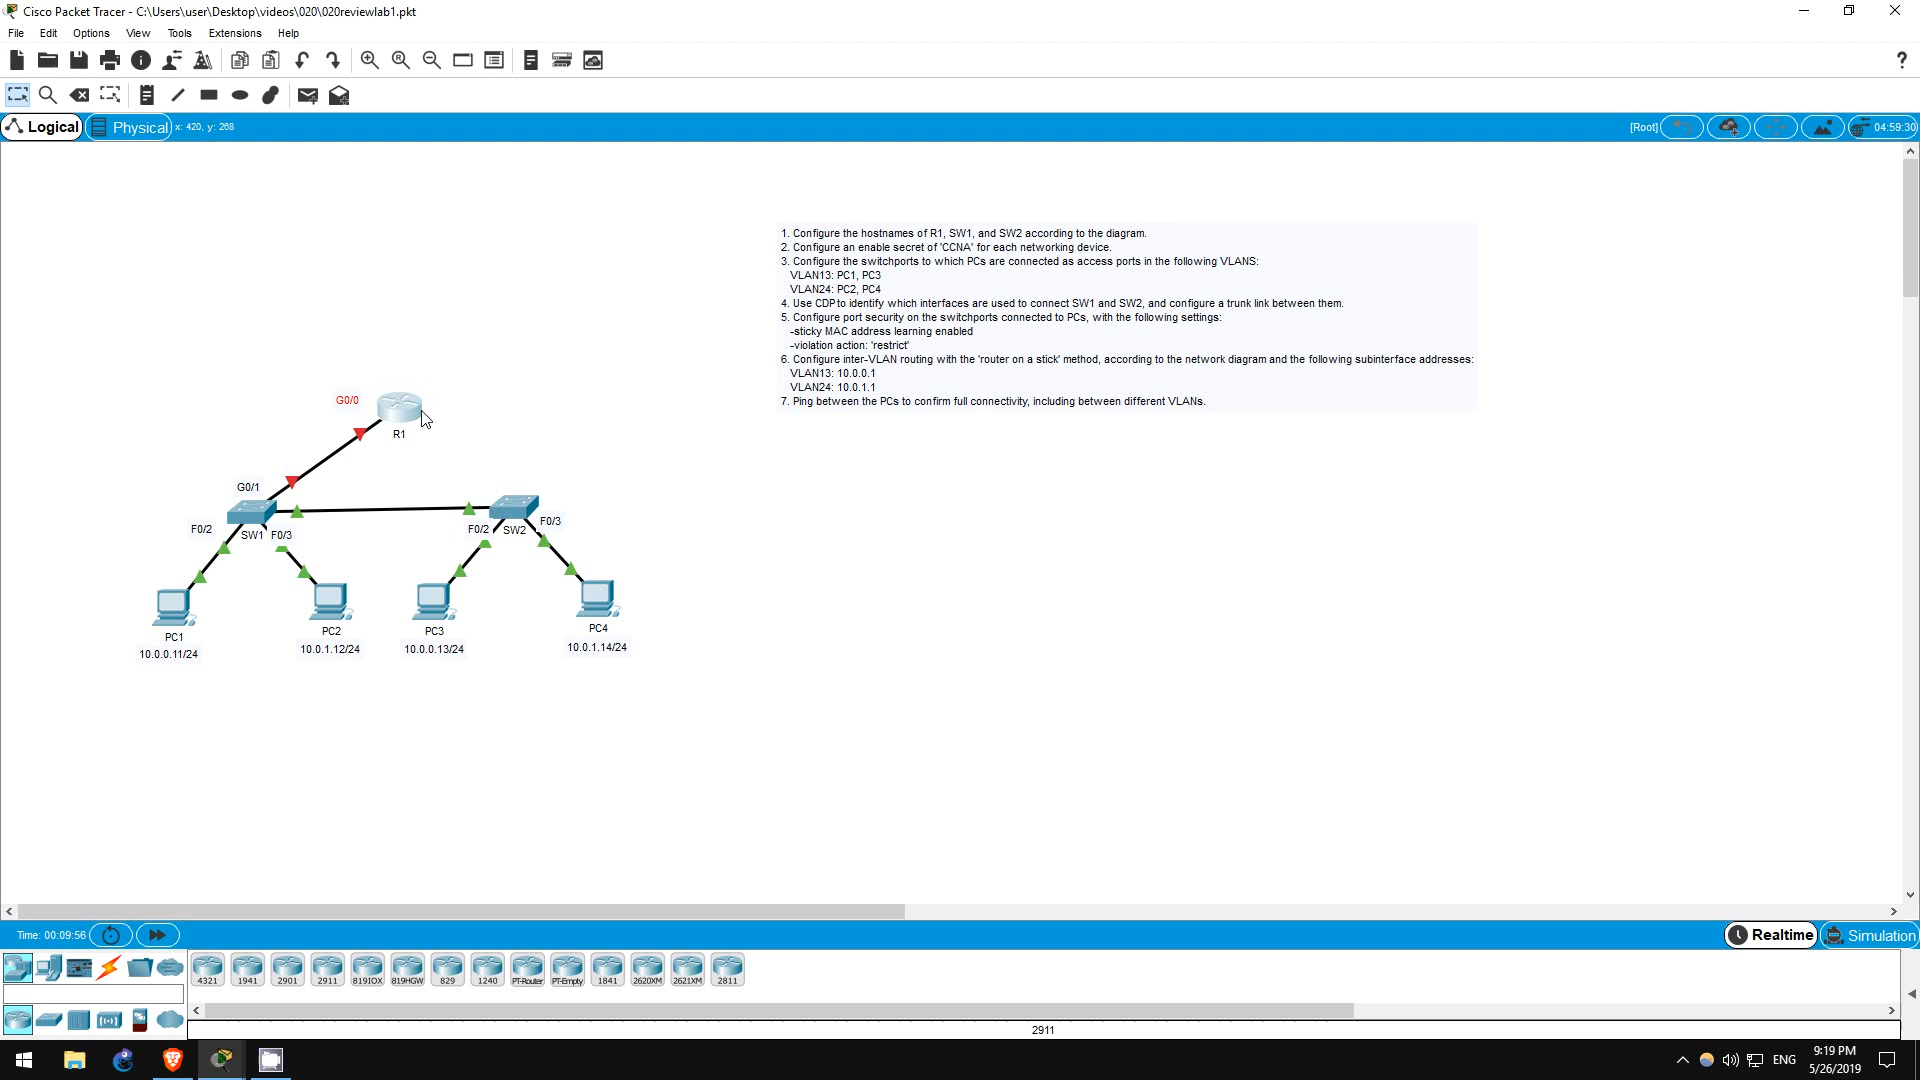 Cisco Packet Tracer - C:\Users\user\Desktop\videos\020\020reviewlab1.pkt
File Edit Options View Tools Extensions Help
?
Logical Physical x: 420, y: 268 [Root] 04:59:30
1. Configure the hostnames of R1, SW1, and SW2 according to the diagram.
2. Configure an enable secret of 'CCNA' for each networking device.
3. Configure the switchports to which PCs are connected as access ports in the following VLANS:
VLAN13: PC1, PC3
VLAN24: PC2, PC4
4. Use CDP to identify which interfaces are used to connect SW1 and SW2, and configure a trunk link between them.
5. Configure port security on the switchports connected to PCs, with the following settings:
-sticky MAC address learning enabled
-violation action: 'restrict'
6. Configure inter-VLAN routing with the 'router on a stick' method, according to the network diagram and the following subinterface addresses:
VLAN13: 10.0.0.1
VLAN24: 10.0.1.1
7. Ping between the PCs to confirm full connectivity, including between different VLANs.
G0/0
R1
G0/1
F0/2 SW1 F0/3 F0/2 SW2 F0/3
PC1 PC2 PC3 PC4
10.0.0.11/24 10.0.1.12/24 10.0.0.13/24 10.0.1.14/24
Time: 00:09:56 Realtime Simulation
4321 1941 2901 2911 819IOX 819HGW 829 1240 PT-Router PT-Empty 1841 2620XM 2621XM 2811
2911
ENG
9:19 PM
5/26/2019